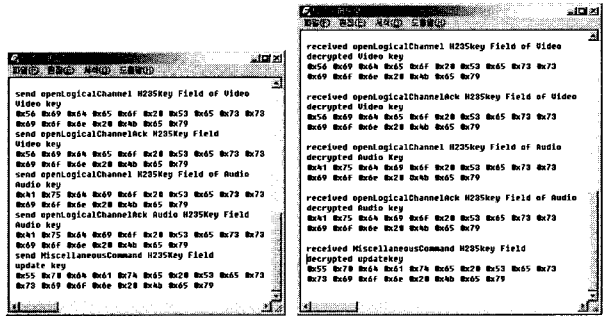 send openLogicalChannel H235Key Field of Video
Video key
0x56 0x69 0x64 0x65 0x6f 0x20 0x53 0x65 0x73 0x73
0x69 0x6f 0x6e 0x20 0x4b 0x65 0x79
send openLogicalChannelAck H235Key Field
Video key
0x56 0x69 0x64 0x65 0x6f 0x20 0x53 0x65 0x73 0x73
0x69 0x6f 0x6e 0x20 0x4b 0x65 0x79
send openLogicalChannel H235Key Field of Audio
Audio key
0x41 0x75 0x64 0x69 0x6f 0x20 0x53 0x65 0x73 0x73
0x69 0x6f 0x6e 0x20 0x4b 0x65 0x79
send openLogicalChannelAck Audio H235Key Field
Audio key
0x41 0x75 0x64 0x69 0x6f 0x20 0x53 0x65 0x73 0x73
0x69 0x6f 0x6e 0x20 0x4b 0x65 0x79
send MiscellaneousCommand H235Key Field
update key
0x55 0x70 0x64 0x61 0x74 0x65 0x20 0x53 0x65 0x73
0x73 0x69 0x6f 0x6e 0x20 0x4b 0x65 0x79
received openLogicalChannel H235key Field of Video
decrypted Video key
0x56 0x69 0x64 0x65 0x6f 0x20 0x53 0x65 0x73 0x73
0x69 0x6f 0x6e 0x20 0x4b 0x65 0x79
received openLogicalChannelAck H235key Field of Video
decrypted Video key
0x56 0x69 0x64 0x65 0x6f 0x20 0x53 0x65 0x73 0x73
0x69 0x6f 0x6e 0x20 0x4b 0x65 0x79
received openLogicalChannel H235key Field of Audio
decrypted Audio Key
0x41 0x75 0x64 0x69 0x6f 0x20 0x53 0x65 0x73 0x73
0x69 0x6f 0x6e 0x20 0x4b 0x65 0x79
received openLogicalChannelAck H235key Field of Audio
decrypted Audio key
0x41 0x75 0x64 0x69 0x6f 0x20 0x53 0x65 0x73 0x73
0x69 0x6f 0x6e 0x20 0x4b 0x65 0x79
received MiscellaneousCommand H235key Field
decrypted updatekey
0x55 0x70 0x64 0x61 0x74 0x65 0x20 0x53 0x65 0x73
0x73 0x69 0x6f 0x6e 0x20 0x4b 0x65 0x79